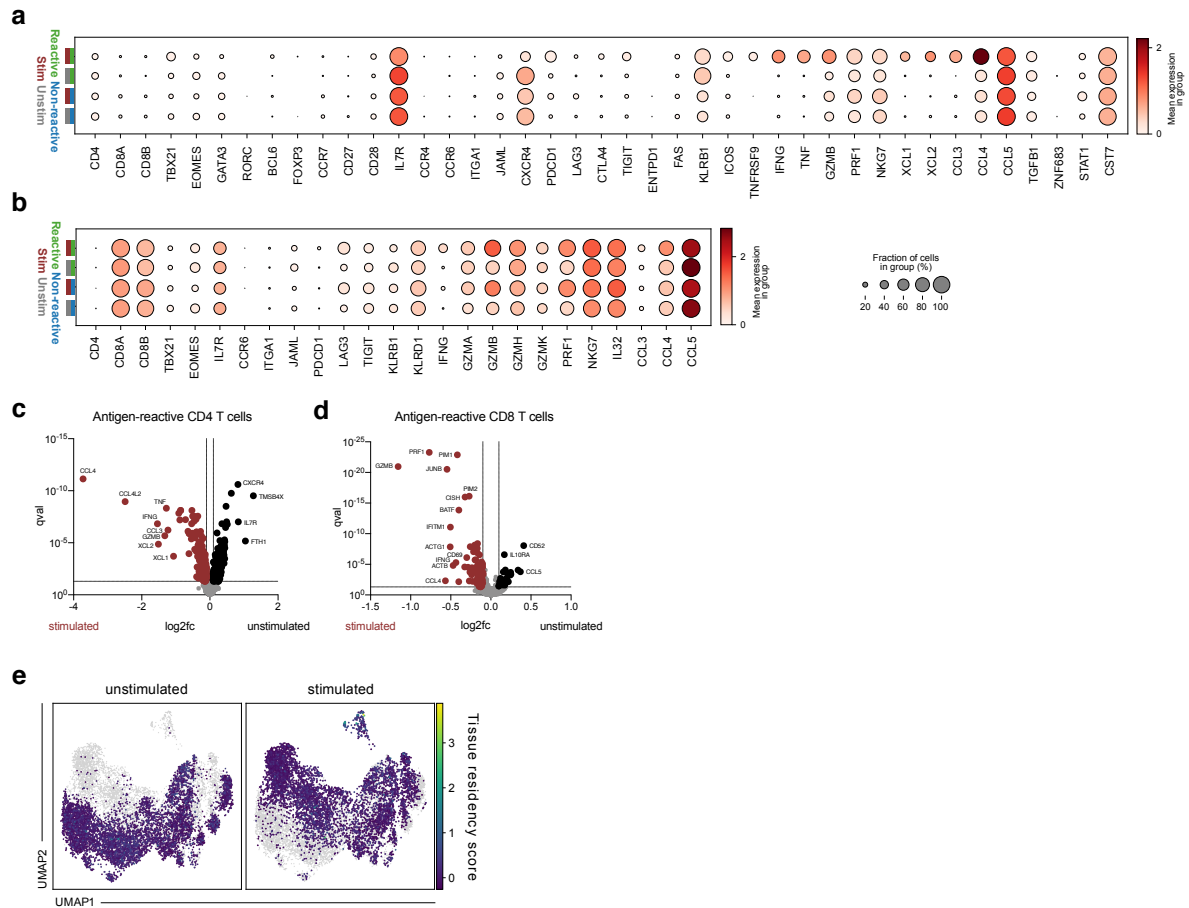 a
Reactive Non-reactive
Stim Unstim
CD4 CD8A CD8B TBX21 EOMES GATA3 RORC BCL6 FOXP3 CCR7 CD27 CD28 IL7R CCR4 CCR6 ITGA1 JAML CXCR4 PDCD1 LAG3 CTLA4 TIGIT ENTPD1 FAS KLRB1 ICOS TNFRSF9 IFNG TNF GZMB PRF1 NKG7 XCL1 XCL2 CCL3 CCL4 CCL5 TGFB1 ZNF683 STAT1 CST7
2
0
Mean expression
in group
b
Reactive Non-reactive
Stim Unstim
CD4 CD8A CD8B TBX21 EOMES IL7R CCR6 ITGA1 JAML PDCD1 LAG3 TIGIT KLRB1 KLRD1 IFNG GZMA GZMB GZMH GZMK PRF1 NKG7 IL32 CCL3 CCL4 CCL5
2
0
Mean expression
in group
Fraction of cells
in group (%)
20 40 60 80 100
c
Antigen-reactive CD4 T cells
qval
10-15
10-10
10-5
100
-4 -2 0 2
CCL4
CCL4L2
TNF
IFNG
CCL3
GZMB
XCL2
XCL1
CXCR4
TMSB4X
IL7R
FTH1
stimulated log2fc unstimulated
d
Antigen-reactive CD8 T cells
qval
10-25
10-20
10-15
10-10
10-5
100
-1.5 -1.0 -0.5 0.0 0.5 1.0
PRF1
PIM1
GZMB
JUNB
PIM2
CISH
BATF
IFITM1
ACTG1
CD69
IFNG
ACTB
CCL4
CD52
IL10RA
CCL5
stimulated log2fc unstimulated
e
unstimulated stimulated
3
2
1
0
Tissue residency score
UMAP2
UMAP1